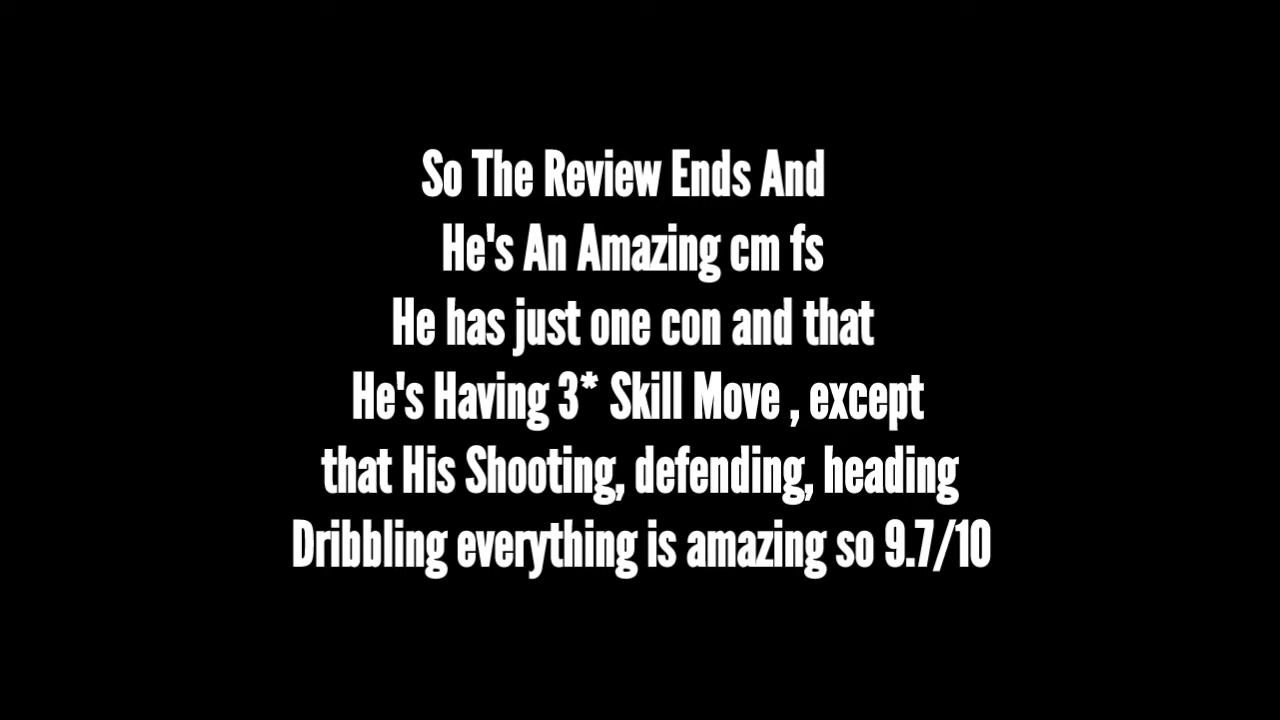 So The Review Ends And
He's An Amazing cm fs
He has just one con and that
He's Having 3* Skill Move , except
that His Shooting, defending, heading
Dribbling everything is amazing so 9.7/10